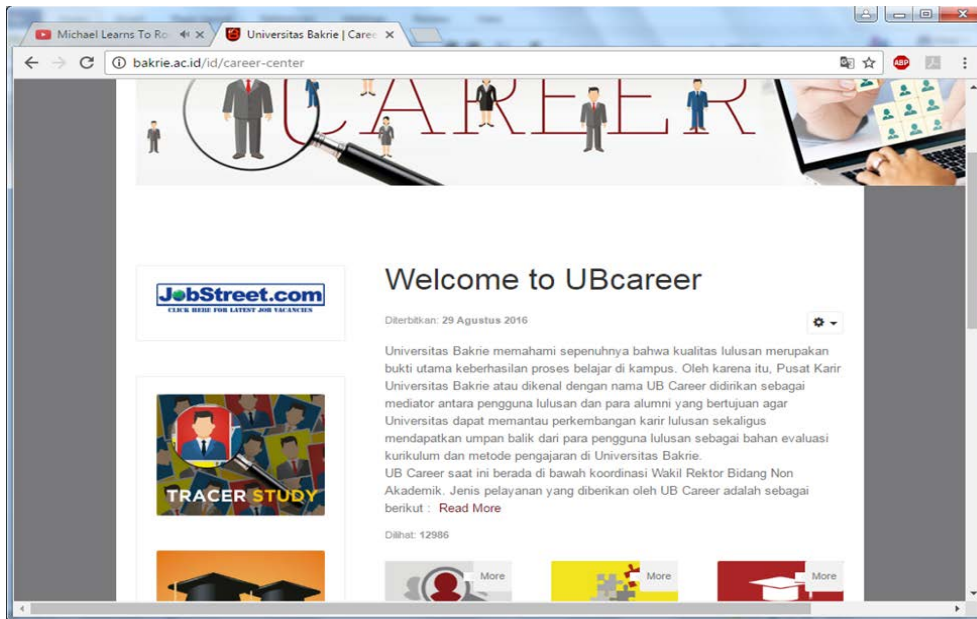 Michael Learns To Ro
Universitas Bakrie | Caree
bakrie.ac.id/id/career-center
ABP
CAREER
JobStreet.com
CLICK HERE FOR LATEST JOB VACANCIES
Welcome to UBcareer
Diterbitkan: 29 Agustus 2016
Universitas Bakrie memahami sepenuhnya bahwa kualitas lulusan merupakan
bukti utama keberhasilan proses belajar di kampus. Oleh karena itu, Pusat Karir
Universitas Bakrie atau dikenal dengan nama UB Career didirikan sebagai
mediator antara pengguna lulusan dan para alumni yang bertujuan agar
Universitas dapat memantau perkembangan karir lulusan sekaligus
mendapatkan umpan balik dari para pengguna lulusan sebagai bahan evaluasi
kurikulum dan metode pengajaran di Universitas Bakrie.
UB Career saat ini berada di bawah koordinasi Wakil Rektor Bidang Non
Akademik. Jenis pelayanan yang diberikan oleh UB Career adalah sebagai
berikut : Read More
TRACER STUDY
Dilihat: 12986
More
More
More